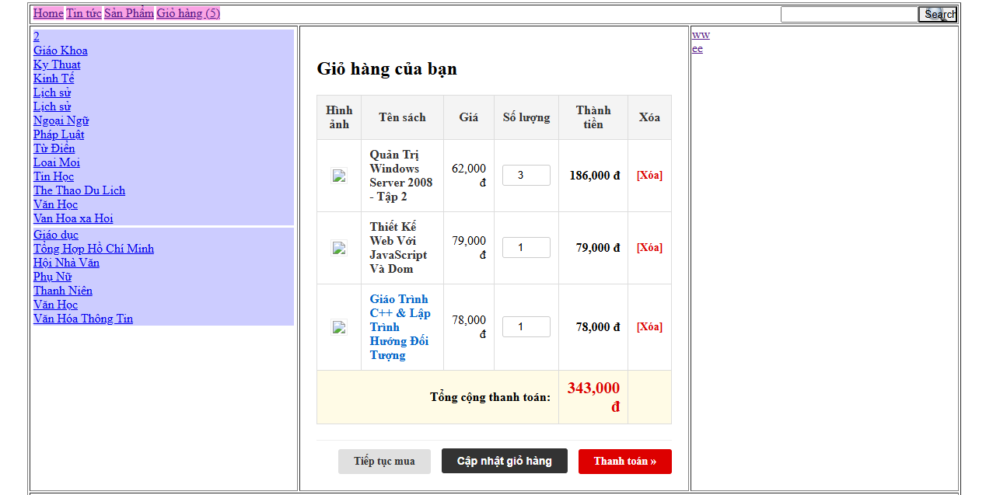 Home Tin tức Sản Phẩm Giỏ hàng (5)
Search
2
Giáo Khoa
Ky Thuat
Kinh Tế
Lịch sử
Lịch sử
Ngoại Ngữ
Pháp Luật
Từ Điển
Loai Moi
Tin Học
The Thao Du Lich
Văn Học
Van Hoa xa Hoi
Giáo dục
Tổng Hợp Hồ Chí Minh
Hội Nhà Văn
Phụ Nữ
Thanh Niên
Văn Học
Văn Hóa Thông Tin
Giỏ hàng của bạn
Hình
ảnh
Tên sách
Giá
Số lượng
Thành
tiền
Xóa
Quản Trị
Windows
Server 2008
- Tập 2
62,000
đ
3
186,000 đ
[Xóa]
Thiết Kế
Web Với
JavaScript
Và Dom
79,000
đ
1
79,000 đ
[Xóa]
Giáo Trình
C++ & Lập
Trình
Hướng Đối
Tượng
78,000
đ
1
78,000 đ
[Xóa]
Tổng cộng thanh toán:
343,000
đ
Tiếp tục mua
Cập nhật giỏ hàng
Thanh toán »
ww
ee